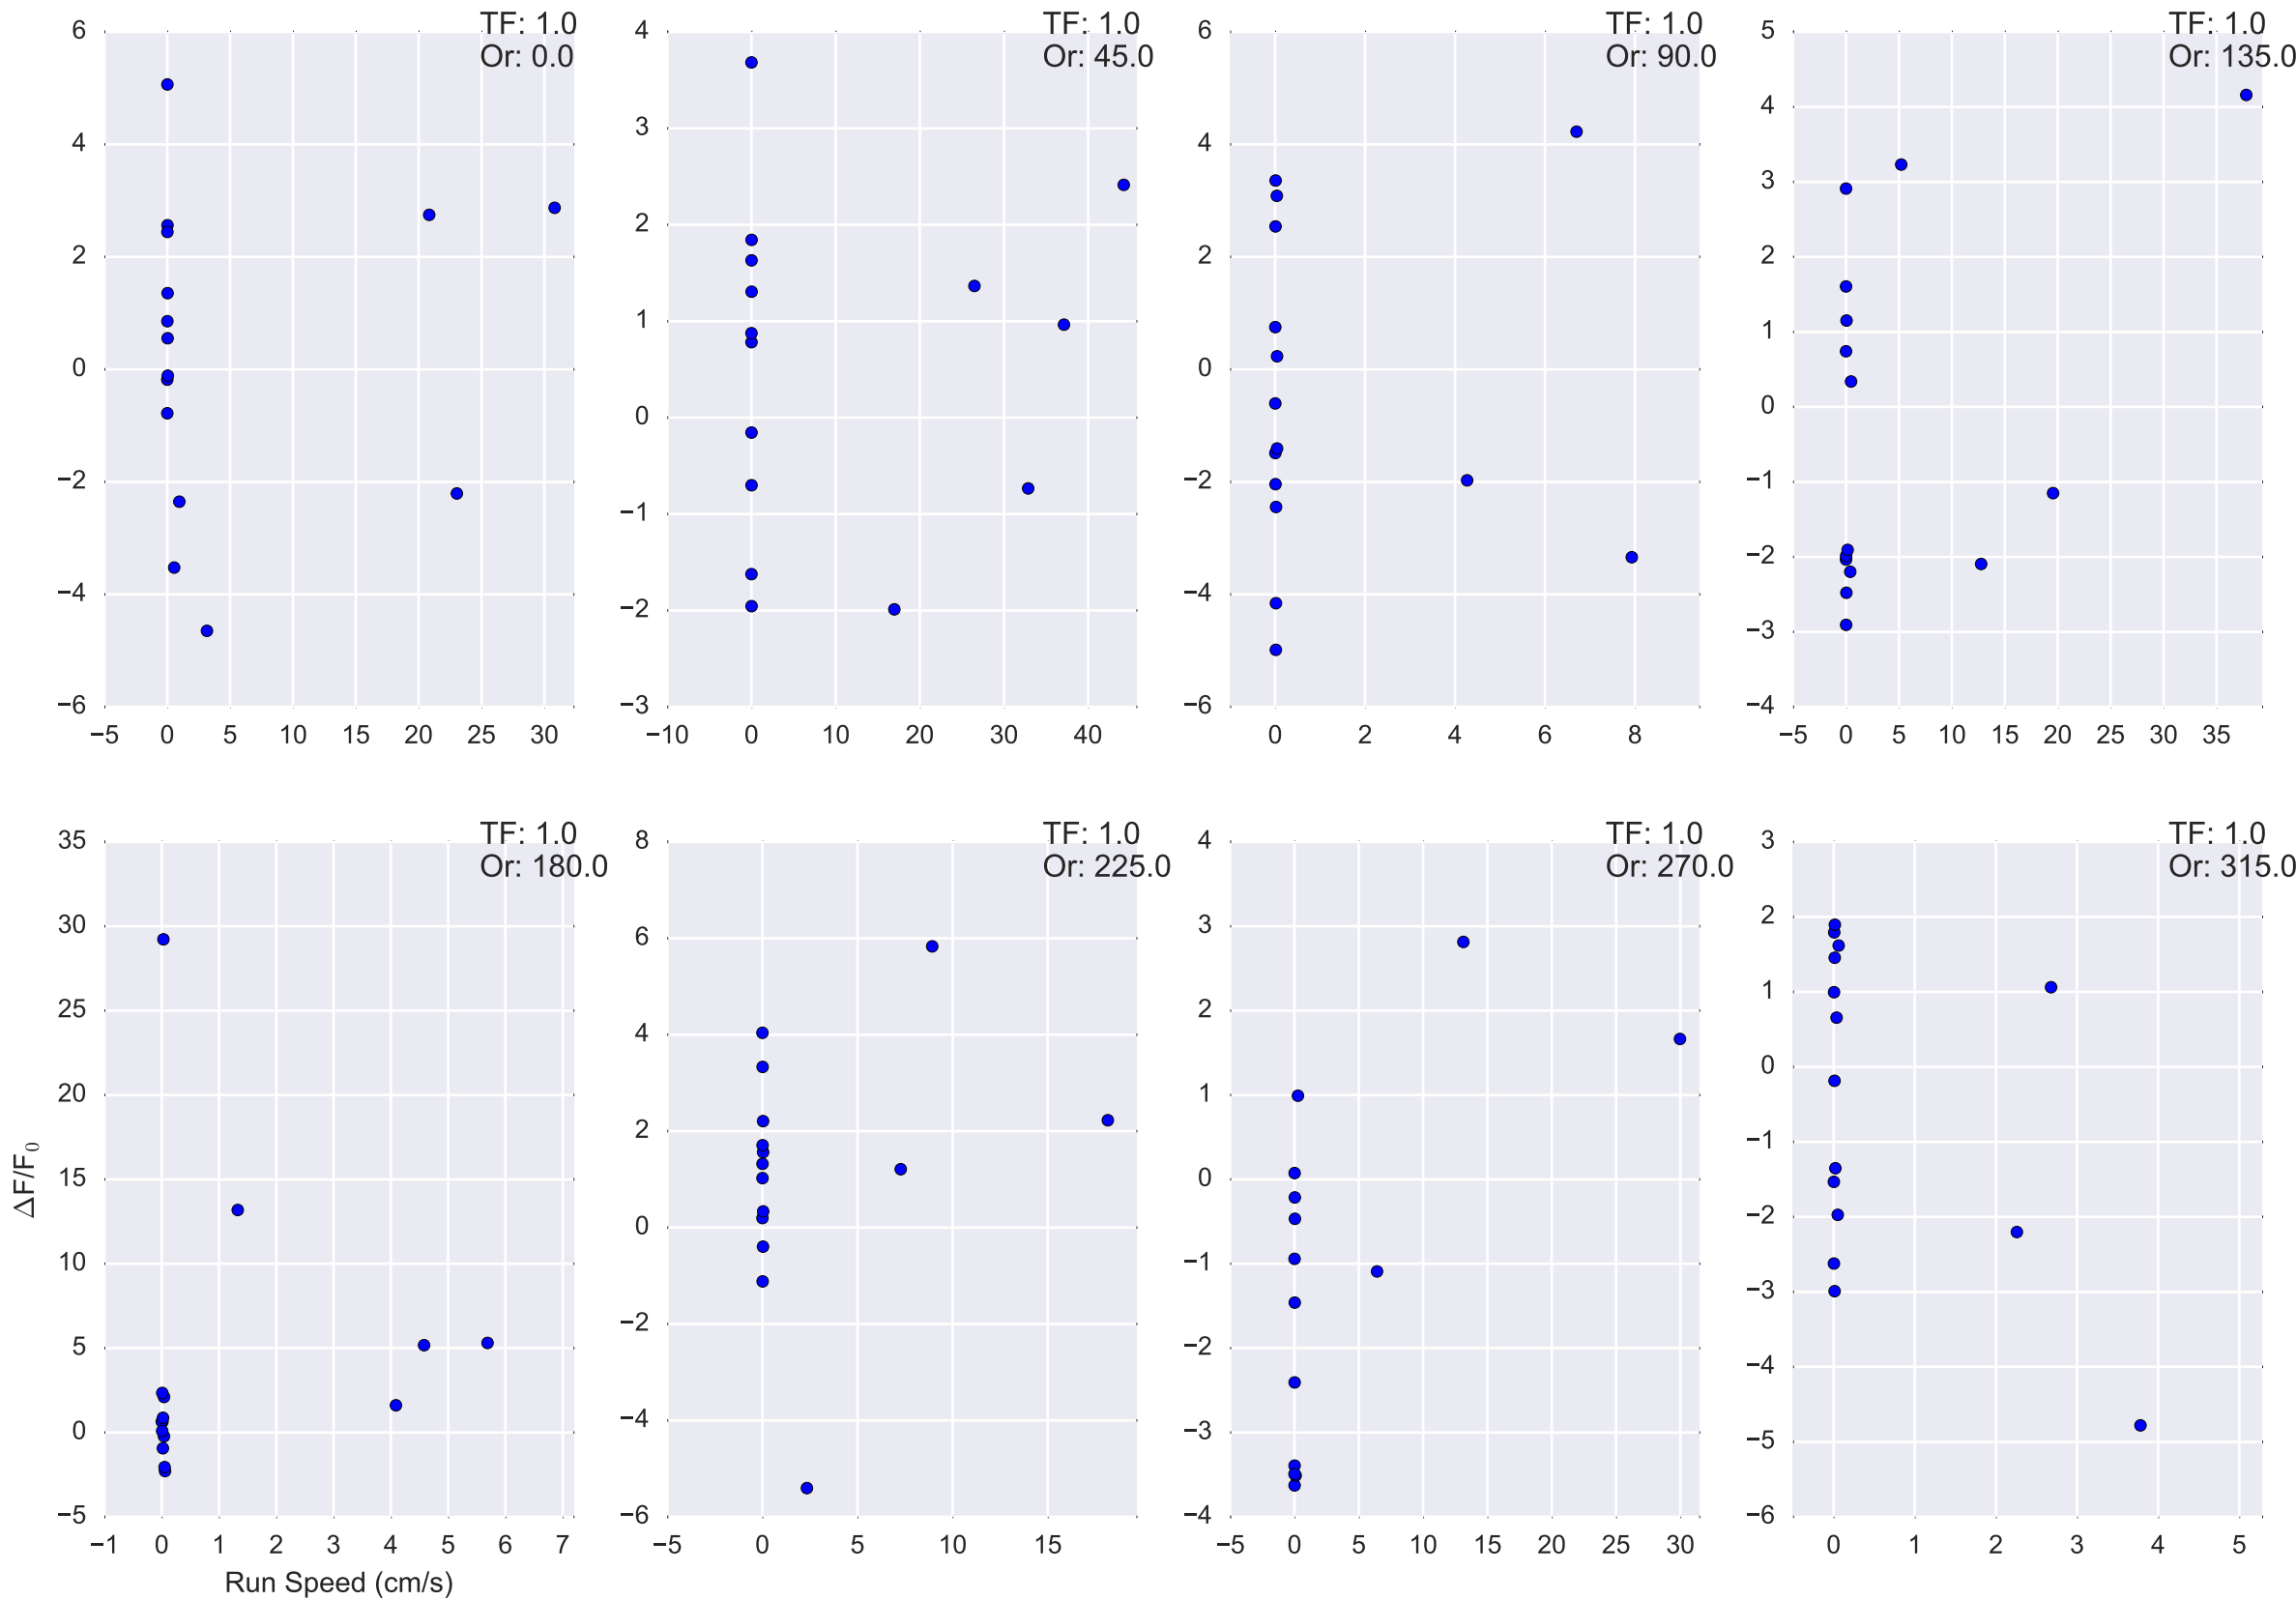 TF: 1.0
Or: 0.0
6
4
2
0
−2
−4
−6
−5 0 5 10 15 20 25 30
TF: 1.0
Or: 45.0
4
3
2
1
0
−1
−2
−3
−10 0 10 20 30 40
TF: 1.0
Or: 90.0
6
4
2
0
−2
−4
−6
0 2 4 6 8
TF: 1.0
Or: 135.0
5
4
3
2
1
0
−1
−2
−3
−4
−5 0 5 10 15 20 25 30 35
TF: 1.0
Or: 180.0
35
30
25
20
15
10
5
0
−5
ΔF/F₀
−1 0 1 2 3 4 5 6 7
Run Speed (cm/s)
TF: 1.0
Or: 225.0
8
6
4
2
0
−2
−4
−6
−5 0 5 10 15
TF: 1.0
Or: 270.0
4
3
2
1
0
−1
−2
−3
−4
−5 0 5 10 15 20 25 30
TF: 1.0
Or: 315.0
3
2
1
0
−1
−2
−3
−4
−5
−6
0 1 2 3 4 5